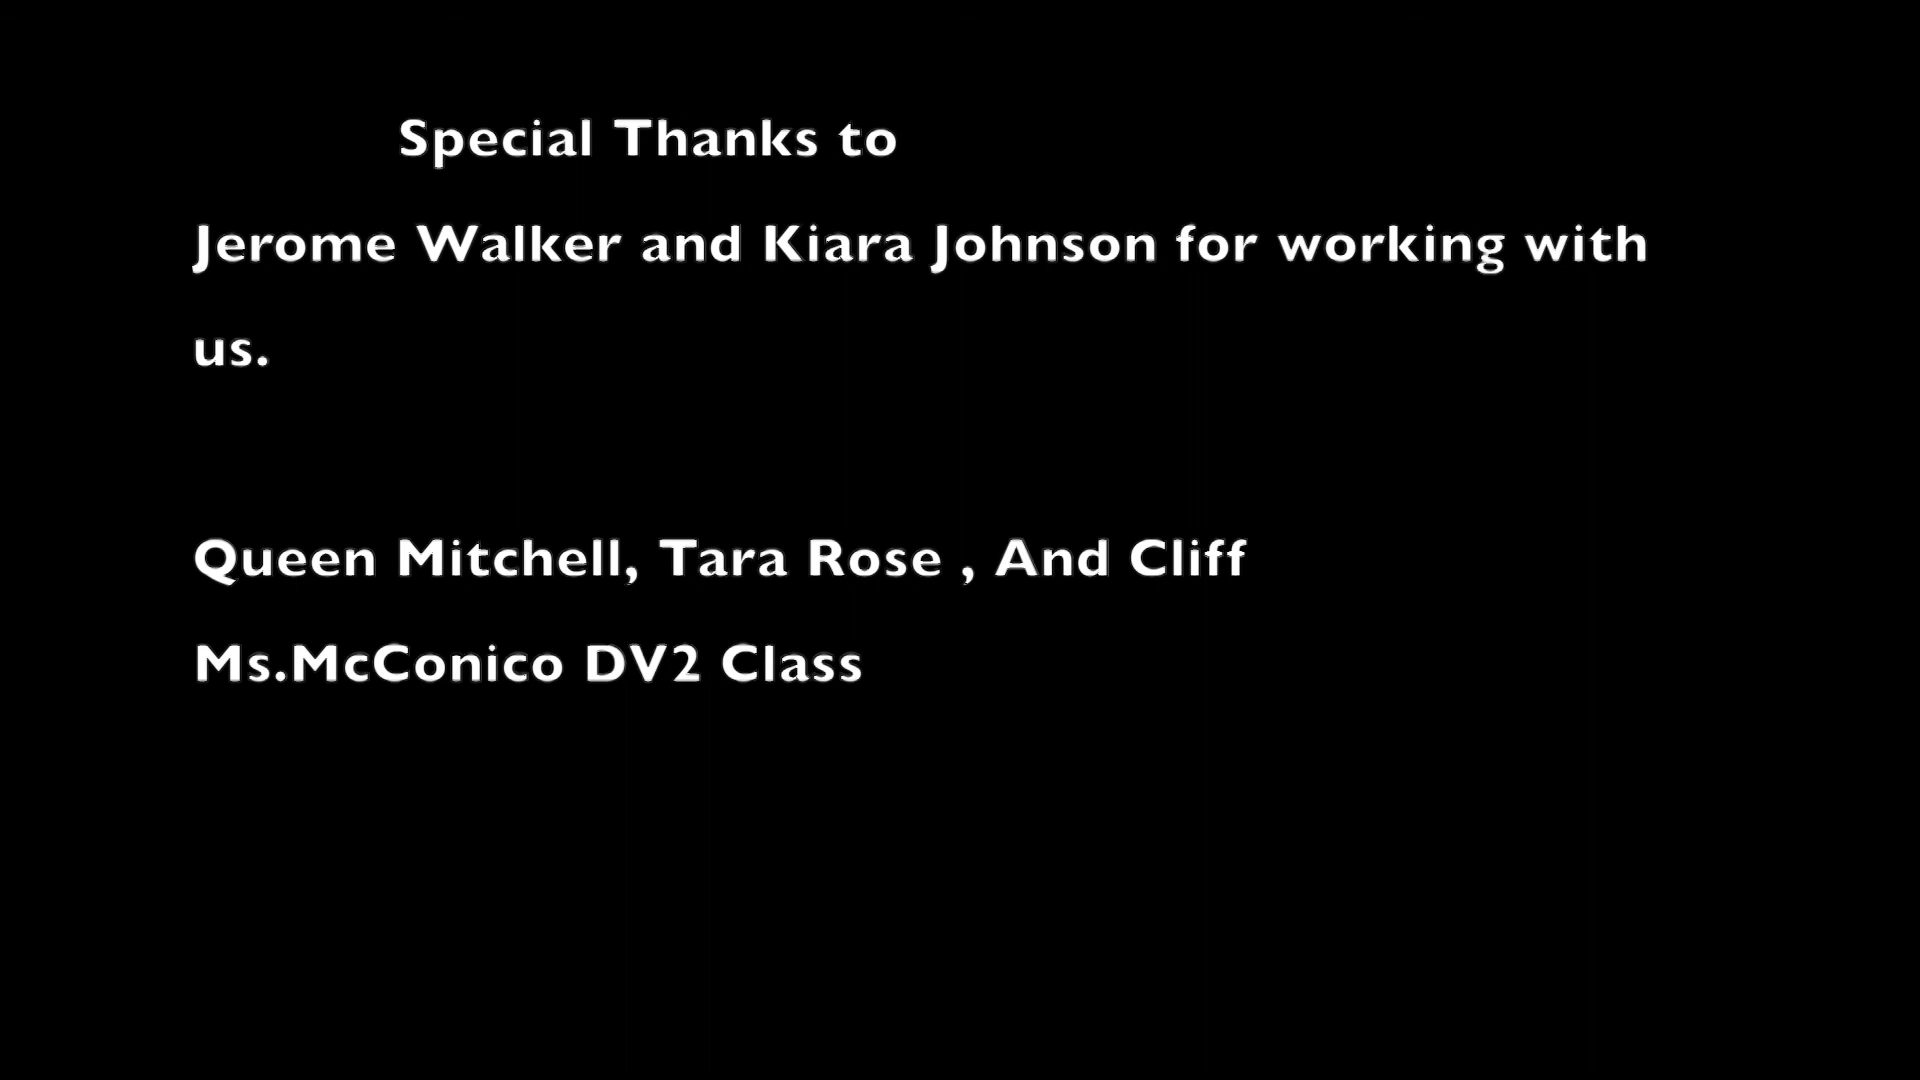 Special Thanks to
Jerome Walker and Kiara Johnson for working with
us.
Queen Mitchell, Tara Rose , And Cliff
Ms.McConico DV2 Class